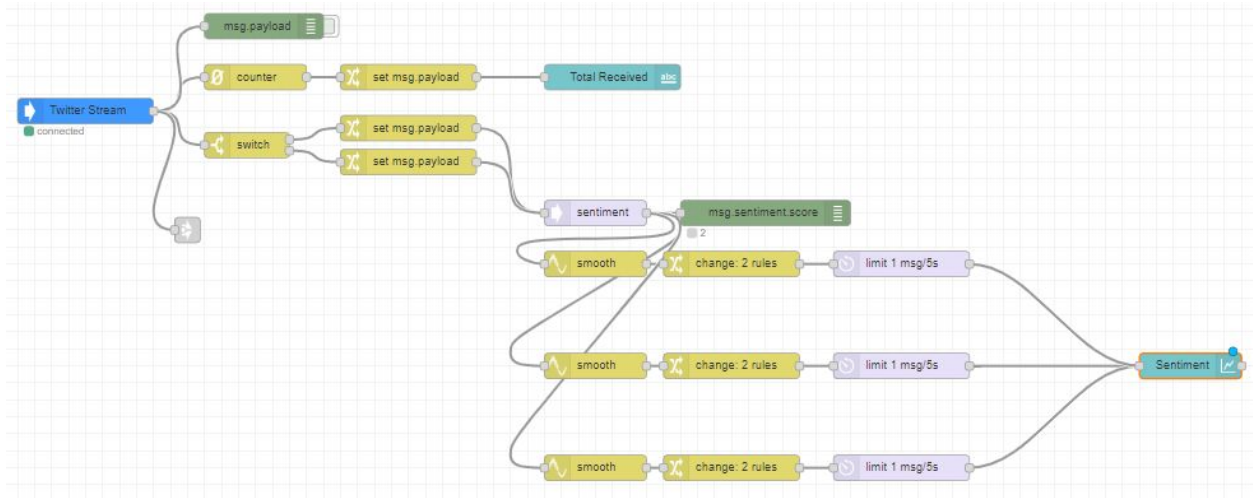 msg.payload
counter
set msg.payload
Total Received
abc
Twitter Stream
connected
switch
set msg.payload
set msg.payload
sentiment
msg.sentiment.score
2
smooth
change: 2 rules
limit 1 msg/5s
smooth
change: 2 rules
limit 1 msg/5s
Sentiment
smooth
change: 2 rules
limit 1 msg/5s